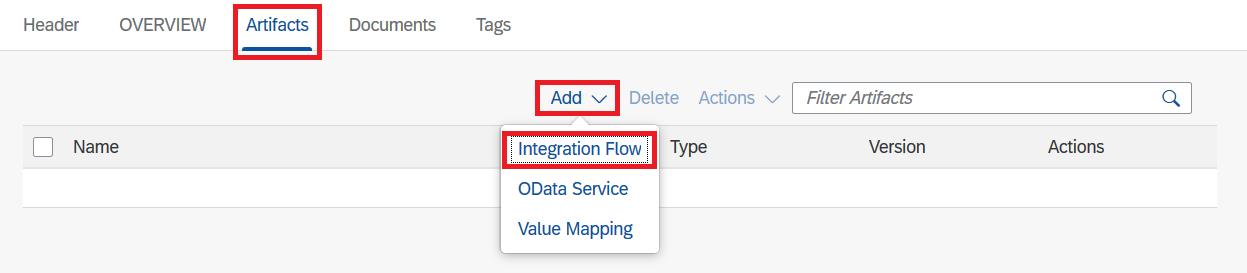 Header OVERVIEW Artifacts Documents Tags
Add Delete Actions Filter Artifacts
Name Type Version Actions
Integration Flow
OData Service
Value Mapping